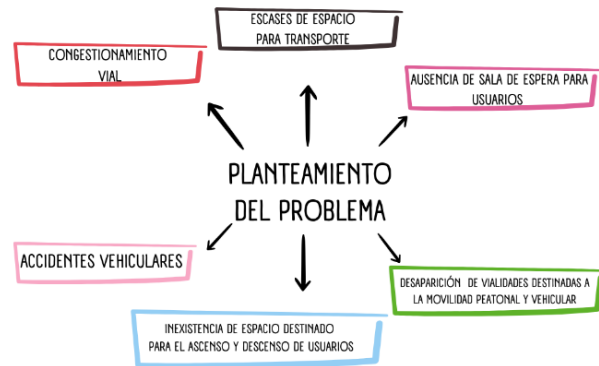 ESCASES DE ESPACIO
PARA TRANSPORTE
CONGESTIONAMIENTO
VIAL
AUSENCIA DE SALA DE ESPERA PARA
USUARIOS
PLANTEAMIENTO
DEL PROBLEMA
ACCIDENTES VEHICULARES
DESAPARICIÓN DE VIALIDADES DESTINADAS A
LA MOVILIDAD PEATONAL Y VEHICULAR
INEXISTENCIA DE ESPACIO DESTINADO
PARA EL ASCENSO Y DESCENSO DE USUARIOS